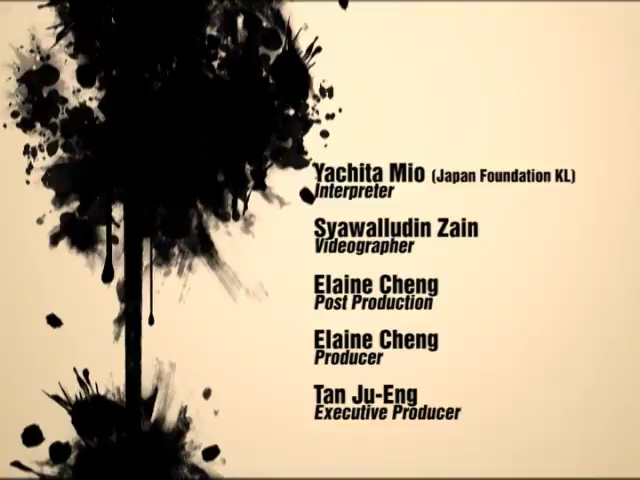 Yachita Mio (Japan Foundation KL)
Interpreter
Syawalludin Zain
Videographer
Elaine Cheng
Post Production
Elaine Cheng
Producer
Tan Ju-Eng
Executive Producer